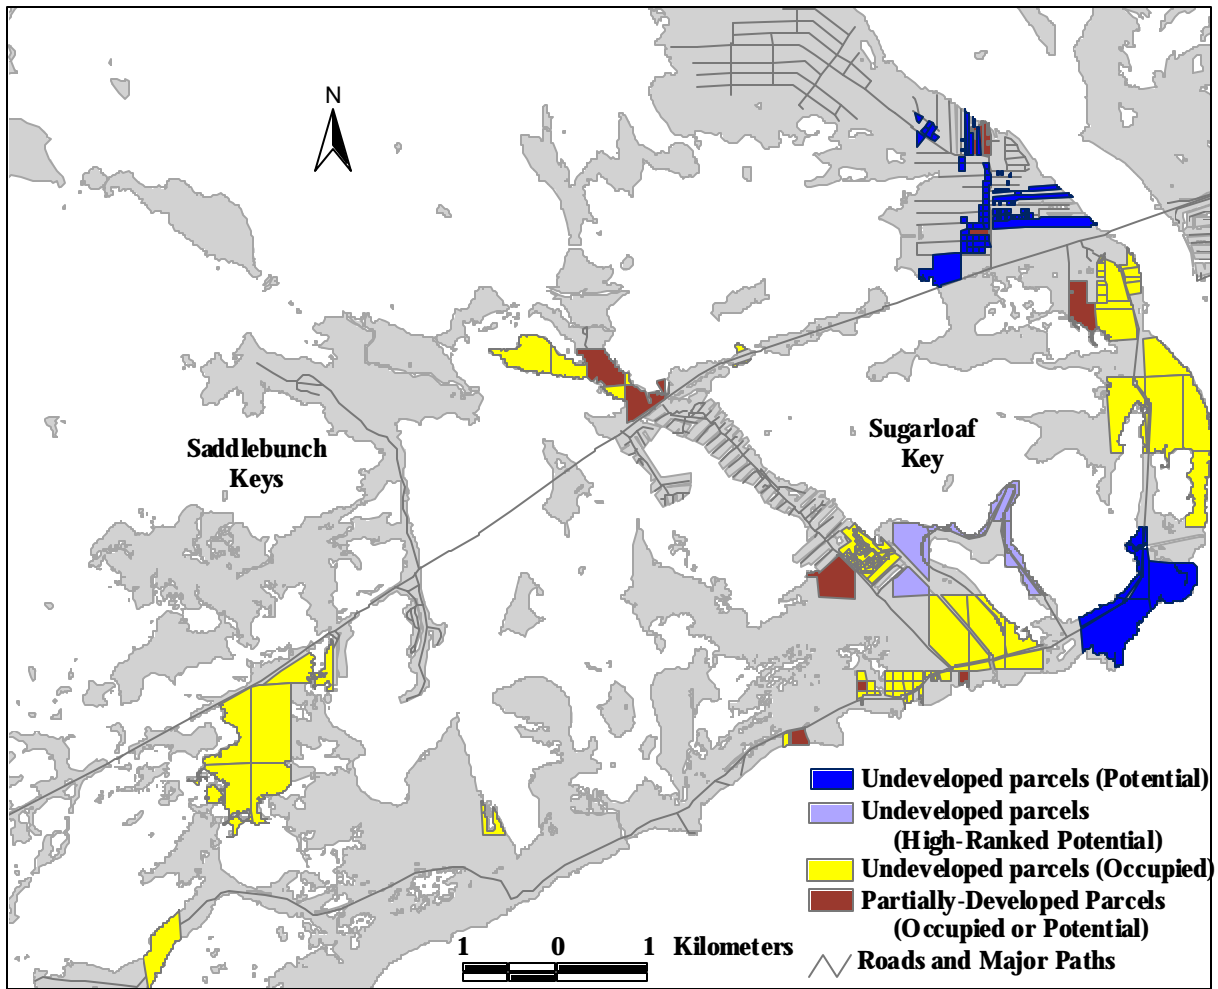 N
Saddlebunch
Keys
Sugarloaf
Key
Undeveloped parcels (Potential)
Undeveloped parcels
(High-Ranked Potential)
Undeveloped parcels (Occupied)
Partially-Developed Parcels
(Occupied or Potential)
Roads and Major Paths
1 0 1 Kilometers